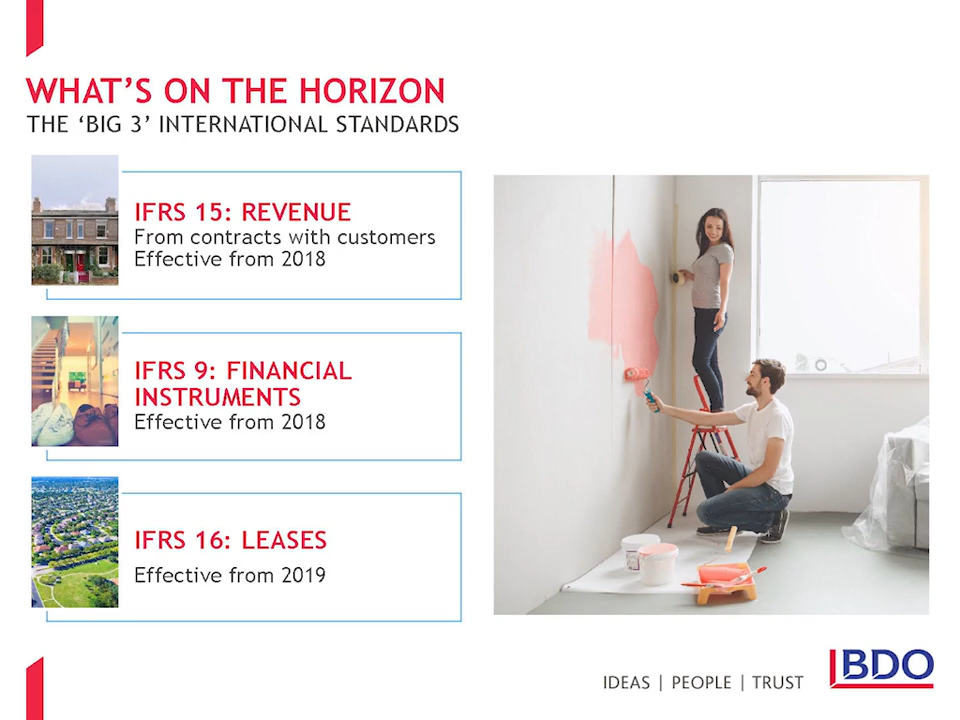 WHAT'S ON THE HORIZON
THE ‘BIG 3’ INTERNATIONAL STANDARDS
IFRS 15: REVENUE
From contracts with customers
Effective from 2018
IFRS 9: FINANCIAL
INSTRUMENTS
Effective from 2018
IFRS 16: LEASES
Effective from 2019
IDEAS | PEOPLE | TRUST
BDO